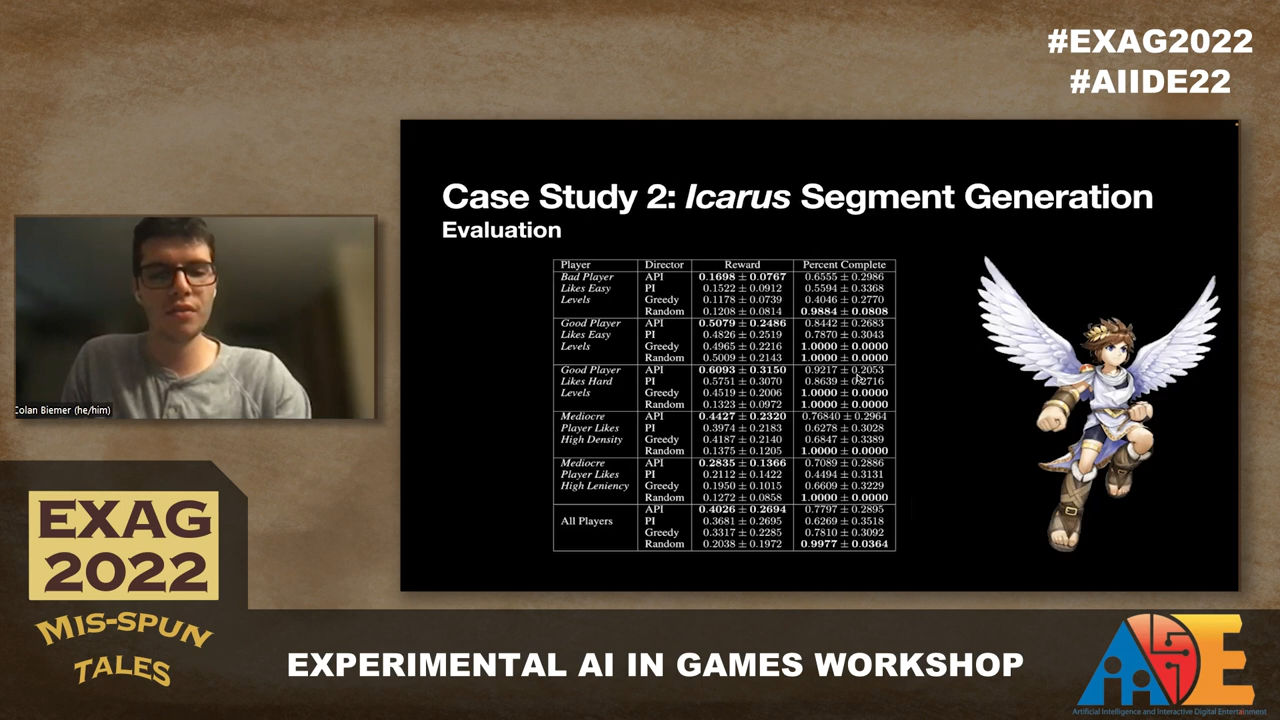 #EXAG2022
#AIIDE22
Case Study 2: Icarus Segment Generation
Evaluation
Player Director Reward Percent Complete
Bad Player API 0.1698 ± 0.0767 0.6555 ± 0.2986
Likes Easy PI 0.1522 ± 0.0912 0.5594 ± 0.3368
Levels Greedy 0.1178 ± 0.0739 0.4046 ± 0.2770
Random 0.1208 ± 0.0814 0.9884 ± 0.0808
Good Player API 0.5079 ± 0.2486 0.8442 ± 0.2683
Likes Easy PI 0.4826 ± 0.2519 0.7870 ± 0.3043
Levels Greedy 0.4965 ± 0.2216 1.0000 ± 0.0000
Random 0.5009 ± 0.2143 1.0000 ± 0.0000
Good Player API 0.6093 ± 0.3150 0.9217 ± 0.2053
Likes Hard PI 0.5751 ± 0.3070 0.8639 ± 0.2716
Levels Greedy 0.4519 ± 0.2006 1.0000 ± 0.0000
Random 0.1323 ± 0.0972 1.0000 ± 0.0000
Mediocre API 0.4427 ± 0.2320 0.76840 ± 0.2964
Player Likes PI 0.3974 ± 0.2183 0.6278 ± 0.3028
High Density Greedy 0.4187 ± 0.2140 0.6847 ± 0.3389
Random 0.1375 ± 0.1205 1.0000 ± 0.0000
Mediocre API 0.2835 ± 0.1366 0.7089 ± 0.2886
Player Likes PI 0.2112 ± 0.1422 0.4494 ± 0.3131
High Leniency Greedy 0.1950 ± 0.1015 0.6609 ± 0.3229
Random 0.1272 ± 0.0858 1.0000 ± 0.0000
API 0.4026 ± 0.2694 0.7797 ± 0.2895
All Players PI 0.3681 ± 0.2695 0.6269 ± 0.3518
Greedy 0.3317 ± 0.2285 0.7810 ± 0.3092
Random 0.2038 ± 0.1972 0.9977 ± 0.0364
Colan Biemer (he/him)
EXAG
2022
MIS-SPUN
TALES
EXPERIMENTAL AI IN GAMES WORKSHOP
AIIDE
Artificial Intelligence and Interactive Digital Entertainment